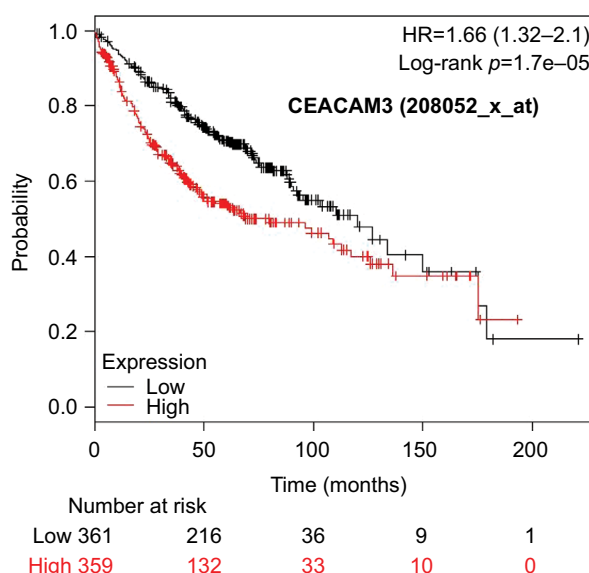 HR=1.66 (1.32–2.1)
Log-rank p=1.7e–05
CEACAM3 (208052_x_at)
Probability
1.0
0.8
0.6
0.4
0.2
0.0
Expression
Low
High
0 50 100 150 200
Time (months)
Number at risk
Low 361 216 36 9 1
High 359 132 33 10 0